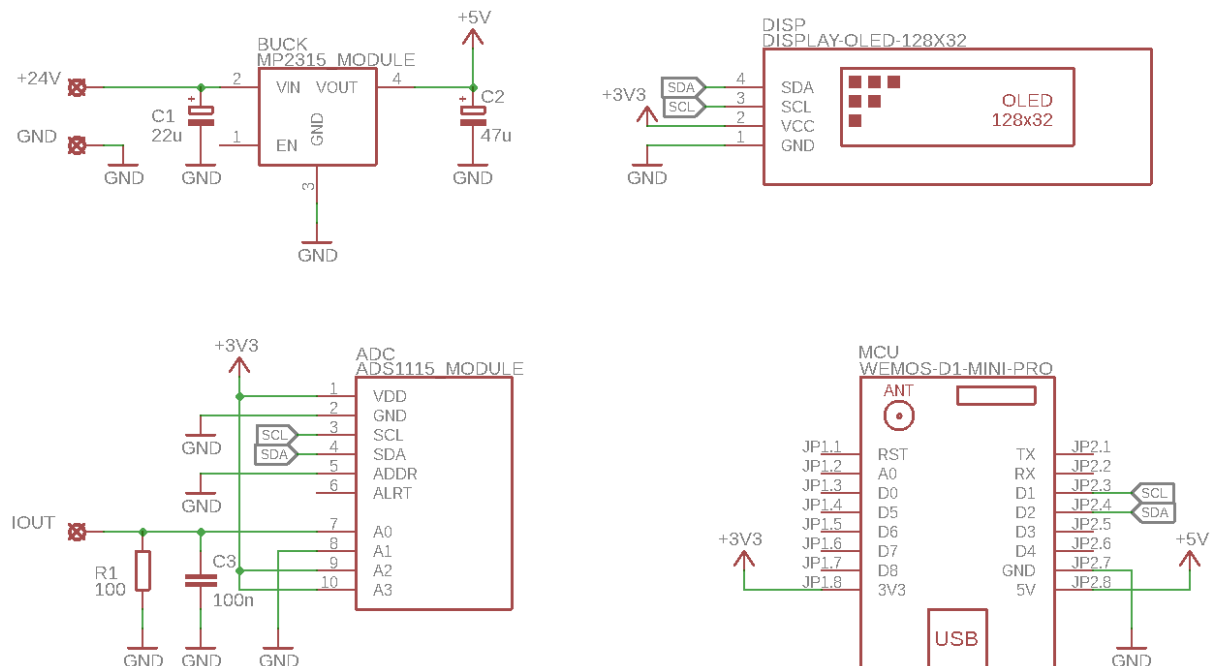 +5V
BUCK
MP2315_MODULE
+24V
2
VIN
VOUT
4
C1
22u
+
+
C2
47u
GND
1
EN
GND
3
GND
GND
GND
GND
DISP
DISPLAY-OLED-128X32
+3V3
SDA
4
SDA
SCL
3
SCL
2
VCC
1
GND
OLED
128x32
GND
+3V3
ADC
ADS1115_MODULE
1
VDD
2
GND
SCL
3
SCL
SDA
4
SDA
5
ADDR
6
ALRT
GND
GND
IOUT
7
A0
8
A1
9
A2
10
A3
R1
100
C3
100n
GND
GND
GND
MCU
WEMOS-D1-MINI-PRO
ANT
JP1.1
RST
TX
JP2.1
JP1.2
A0
RX
JP2.2
JP1.3
D0
D1
JP2.3
SCL
JP1.4
D5
D2
JP2.4
SDA
JP1.5
D6
D3
JP2.5
JP1.6
D7
D4
JP2.6
JP1.7
D8
GND
JP2.7
JP1.8
3V3
5V
JP2.8
+3V3
+5V
USB
GND